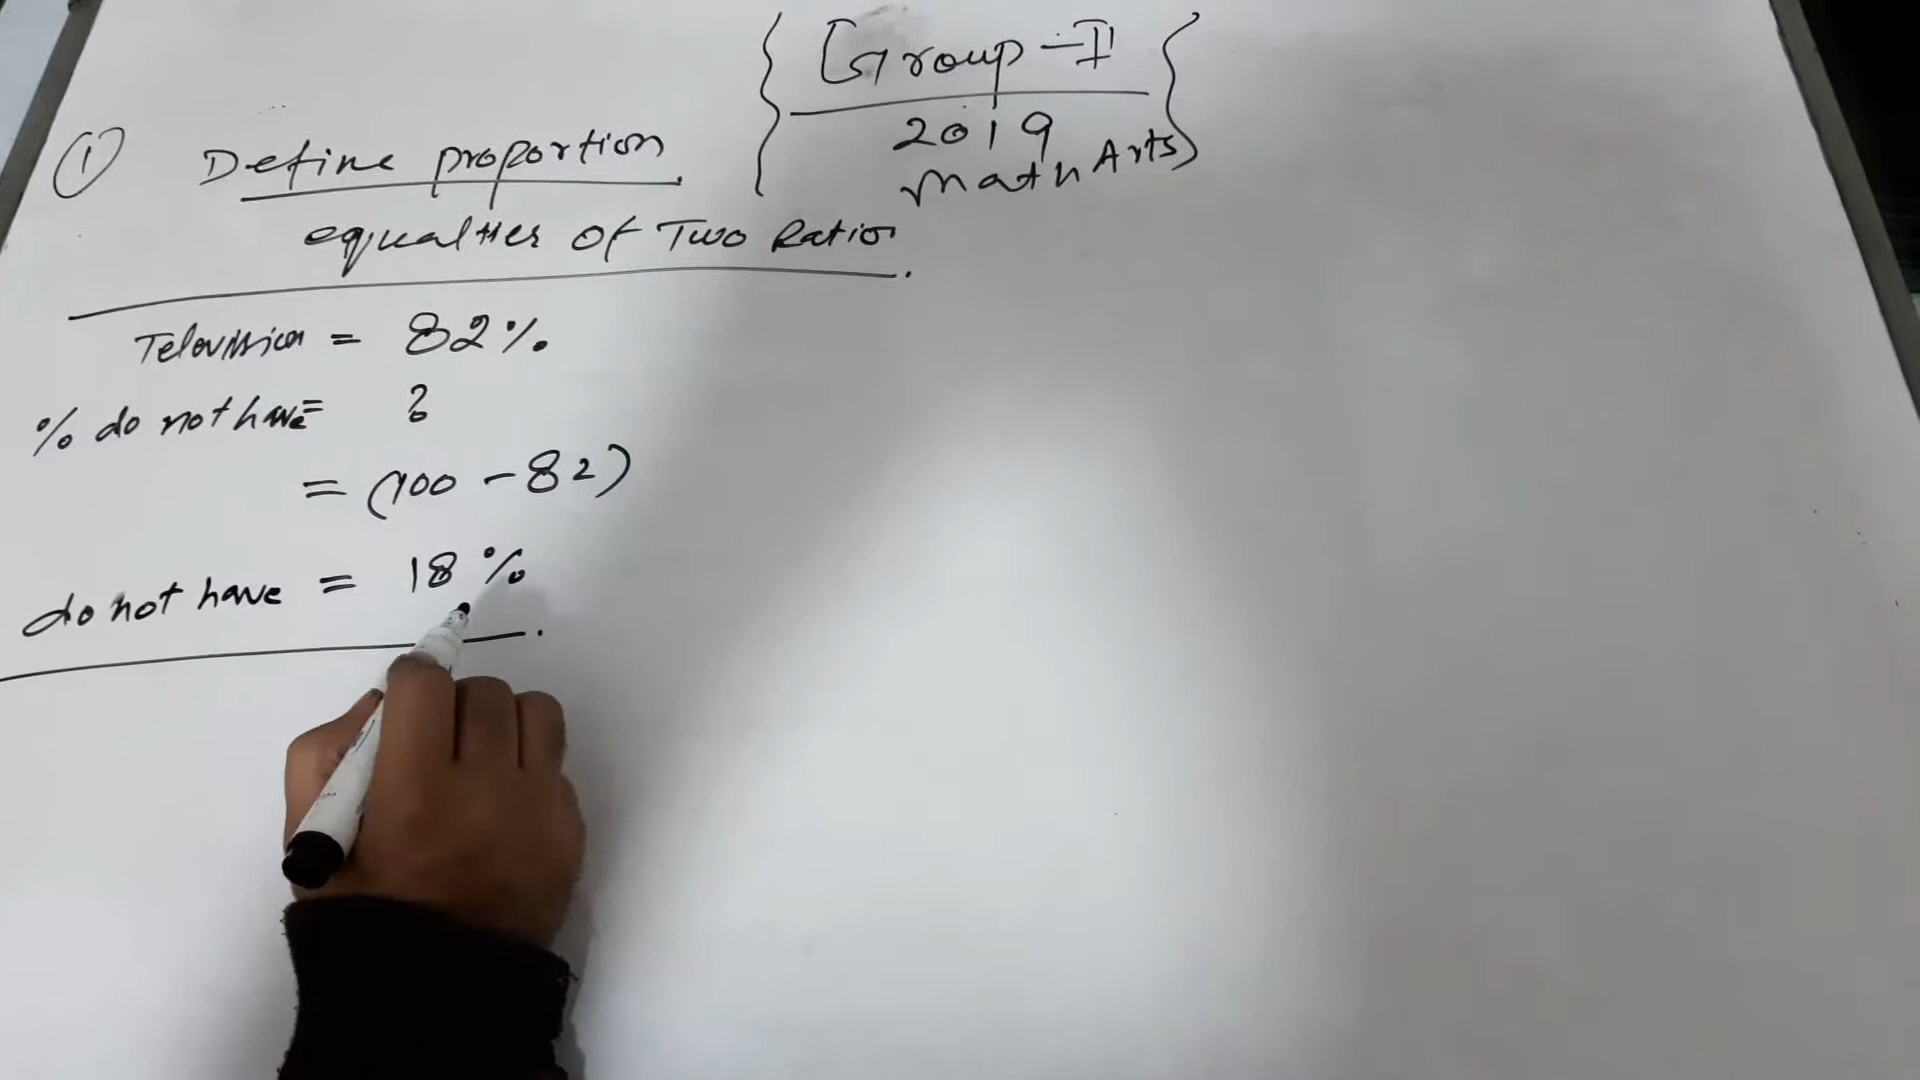 Group - II
2019
Math Arts
① Define proportion
equalties of Two Ratio
Television = 82%.
% do not have = ?
= (100 - 82)
do not have = 18 %